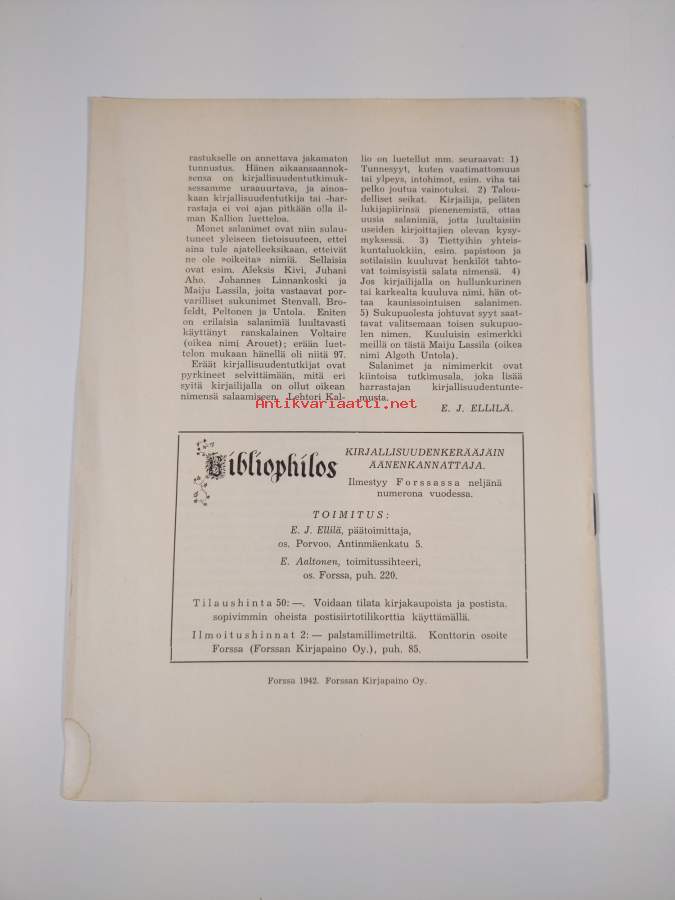 rastukselle on annettava jakamaton
tunnustus. Hänen aikaansaannok-
sensa on kirjallisuudentutkimuk-
sessamme uraauurtava, ja ainoa-
kaan kirjallisuudentutkija tai -har-
rastaja ei voi ajan pitkään olla il-
man Kallion luetteloa.
Monet salanimet ovat niin sulau-
tuneet yleiseen tietoisuuteen, ettei
aina tule ajatelleeksikaan, etteivät
ne ole »oikeita» nimiä. Sellaisia
ovat esim. Aleksis Kivi, Juhani
Aho, Johannes Linnankoski ja
Maiju Lassila, joita vastaavat por-
varilliset sukunimet Stenvall, Bro-
feldt, Peltonen ja Untola. Eniten
on erilaisia salanimiä luultavasti
käyttänyt ranskalainen Voltaire
(oikea nimi Arouet); erään luet-
telon mukaan hänellä oli niitä 97.
Eräät kirjallisuudentutkijat ovat
pyrkineet selvittämään, mitä eri
syitä kirjailijalla on ollut oikean
nimensä salaamiseen. Lehtori Kal-
lio on luetellut mm. seuraavat: 1)
Tunnesyyt, kuten vaatimattomuus
tai ylpeys, intohimot, esim. viha tai
pelko joutua vainotuksi. 2) Talou-
delliset seikat. Kirjailija, peläten
lukijapiirinsä pienenemistä, ottaa
uusia salanimiä, jotta luultaisiin
useiden kirjoittajien olevan kysy-
myksessä. 3) Tiettyihin yhteis-
kuntaluokkiin, esim. papistoon ja
sotilaisiin kuuluvat henkilöt tahto-
vat toimisyistä salata nimensä. 4)
Jos kirjailijalla on hullunkurinen
tai karkealta kuuluva nimi, hän ot-
taa kaunissointuisen salanimen.
5) Sukupuolesta johtuvat syyt saat-
tavat valitsemaan toisen sukupuo-
len nimen. Kuuluisin esimerkki
meillä on tästä Maiju Lassila (oikea
nimi Algoth Untola).
Salanimet ja nimimerkit ovat
kiintoisa tutkimusala, joka lisää
harrastajan kirjallisuudentunte-
musta.
E. J. ELLILÄ.
Antikvariaatti.net
Bibliophilos
KIRJALLISUUDENKERÄÄJÄIN
ÄÄNENKANNATTAJA.
Ilmestyy Forssassa neljänä
numerona vuodessa.
TOIMITUS:
E. J. Ellilä, päätoimittaja,
os. Porvoo, Antinmäenkatu 5.
E. Aaltonen, toimitussihteeri,
os. Forssa, puh. 220.
Tilaushinta 50: —. Voidaan tilata kirjakaupoista ja postista,
sopivimmin oheista postisiirtotilikorttia käyttämällä.
Ilmoitushinnat 2: — palstamillimetriltä. Konttorin osoite
Forssa (Forssan Kirjapaino Oy.), puh. 85.
Forssa 1942. Forssan Kirjapaino Oy.